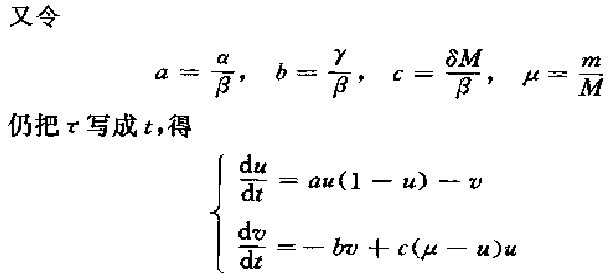 又令
a = α/β, b = γ/β, c = δM/β, μ = m/M
仍把 τ 写成 t,得
du/dt = au(1 − u) − v
dv/dt = − bv + c(μ − u)u